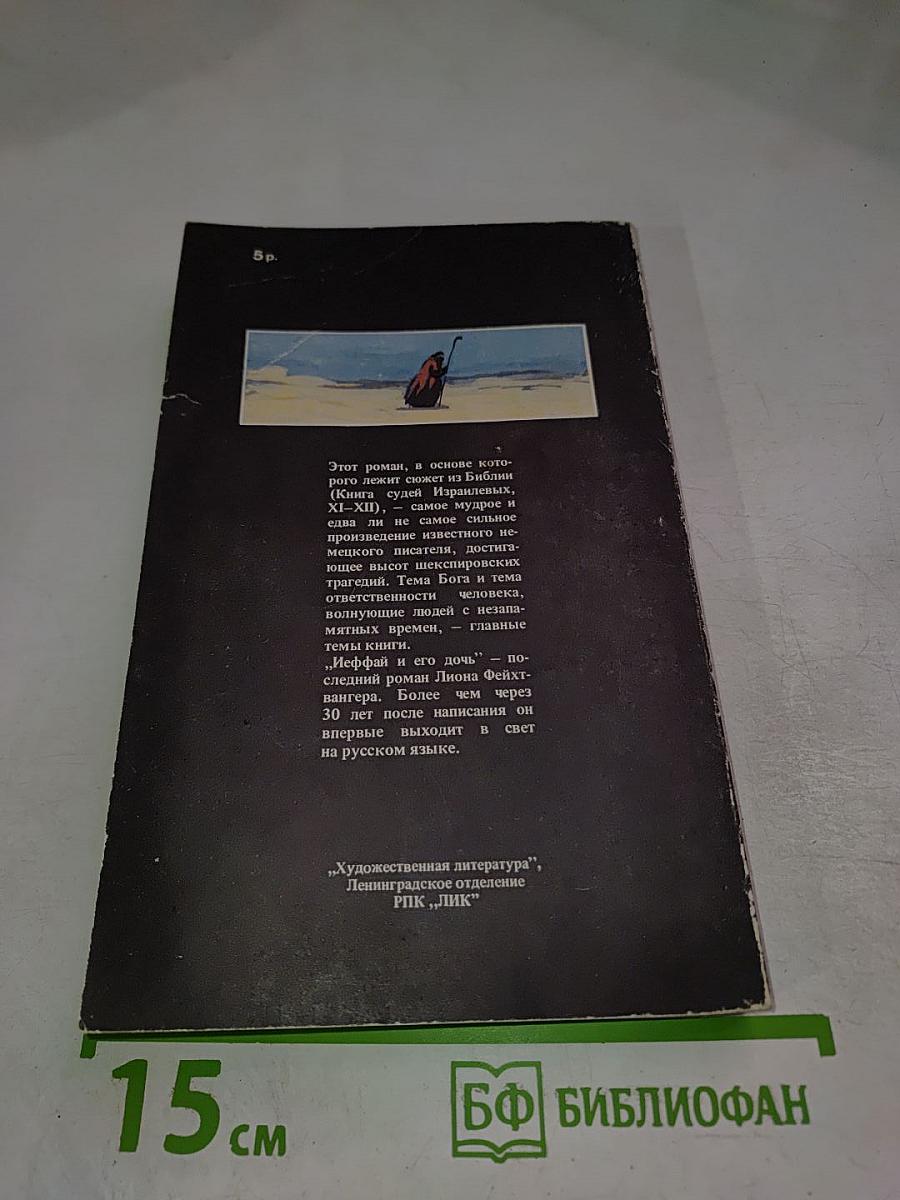 5р.
Этот роман, в основе кото-
рого лежит сюжет из Библии
(Книга судей Израилевых,
XI—XII), — самое мудрое и
едва ли не самое сильное
произведение известного не-
мецкого писателя, достига-
ющее высот шекспировских
трагедий. Тема Бога и тема
ответственности человека,
волнующие людей с незапа-
мятных времен, — главные
темы книги.
„Иеффай и его дочь” — по-
следний роман Лиона Фейхт-
вангера. Более чем через
30 лет после написания он
впервые выходит в свет
на русском языке.
„Художественная литература”,
Ленинградское отделение
РПК „ЛИК”
15 см
БФ БИБЛИОФАН